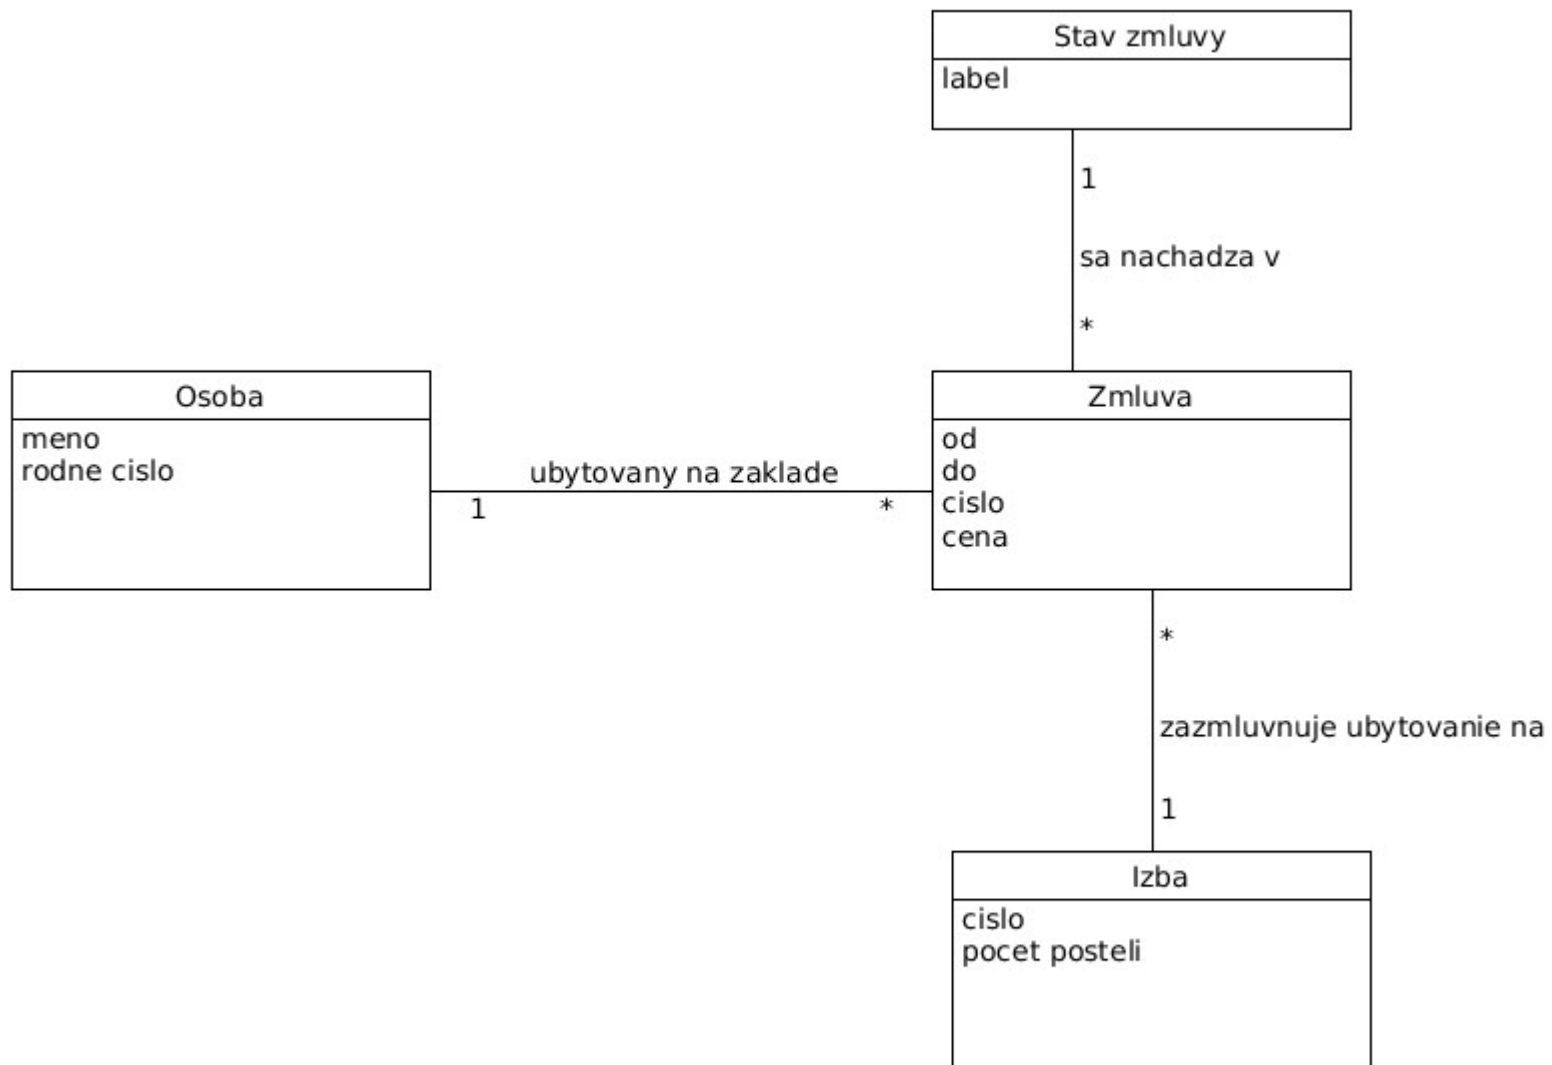 Stav zmluvy
label
1
sa nachadza v
*
Osoba
meno
rodne cislo
ubytovany na zaklade
1
*
Zmluva
od
do
cislo
cena
*
zazmluvnuje ubytovanie na
1
Izba
cislo
pocet posteli